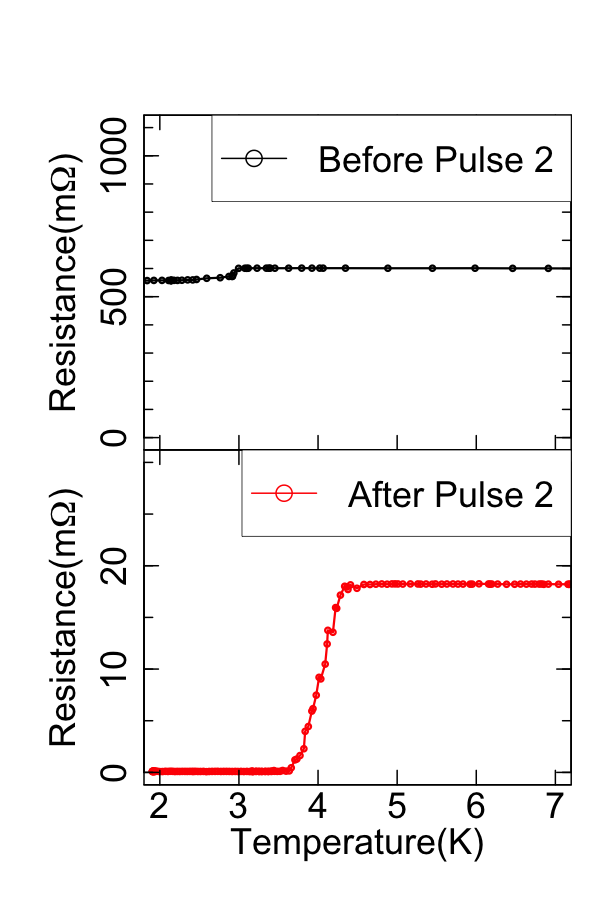 Before Pulse 2
Resistance(mΩ)
1000
500
0
After Pulse 2
Resistance(mΩ)
20
10
0
2 3 4 5 6 7
Temperature(K)